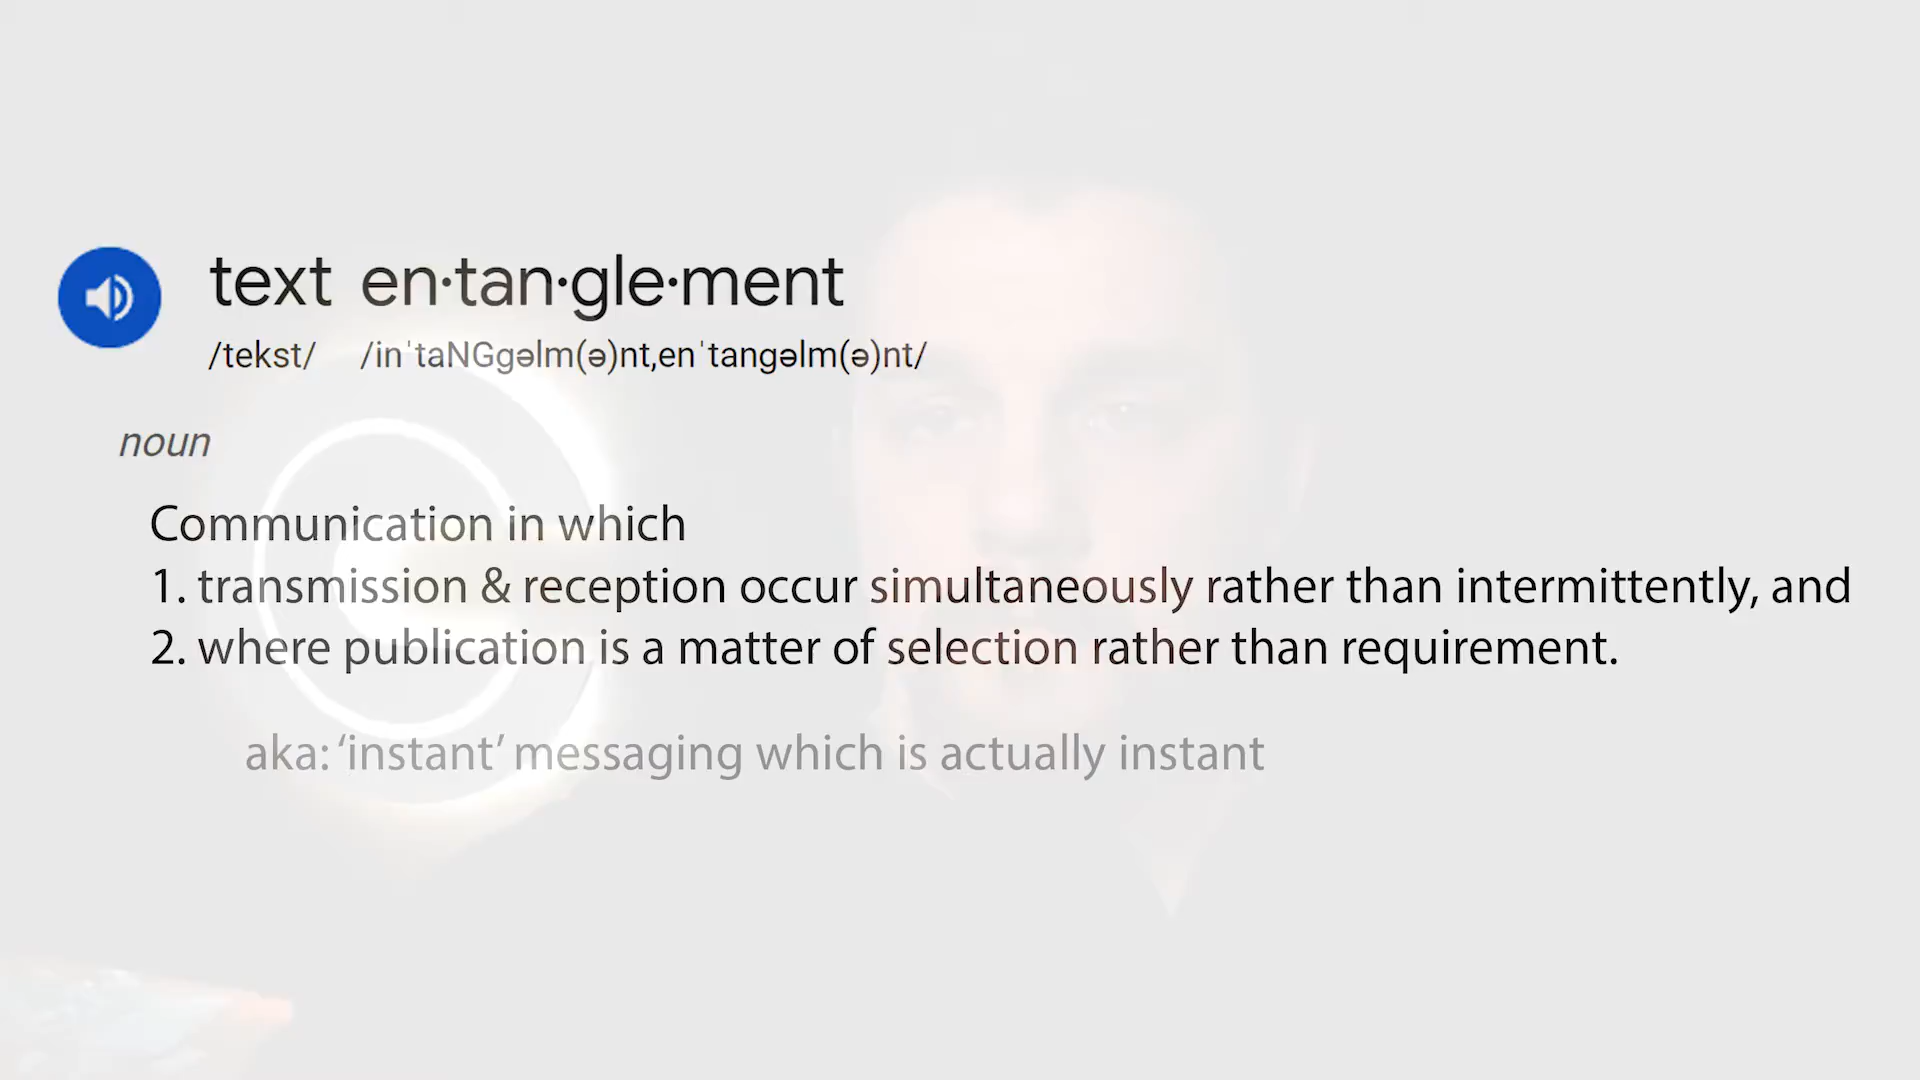 text en·tan·gle·ment
/tekst/ /inˈtaNGgəlm(ə)nt,enˈtangəlm(ə)nt/
noun
Communication in which
1. transmission & reception occur simultaneously rather than intermittently, and
2. where publication is a matter of selection rather than requirement.
aka: ‘instant’ messaging which is actually instant